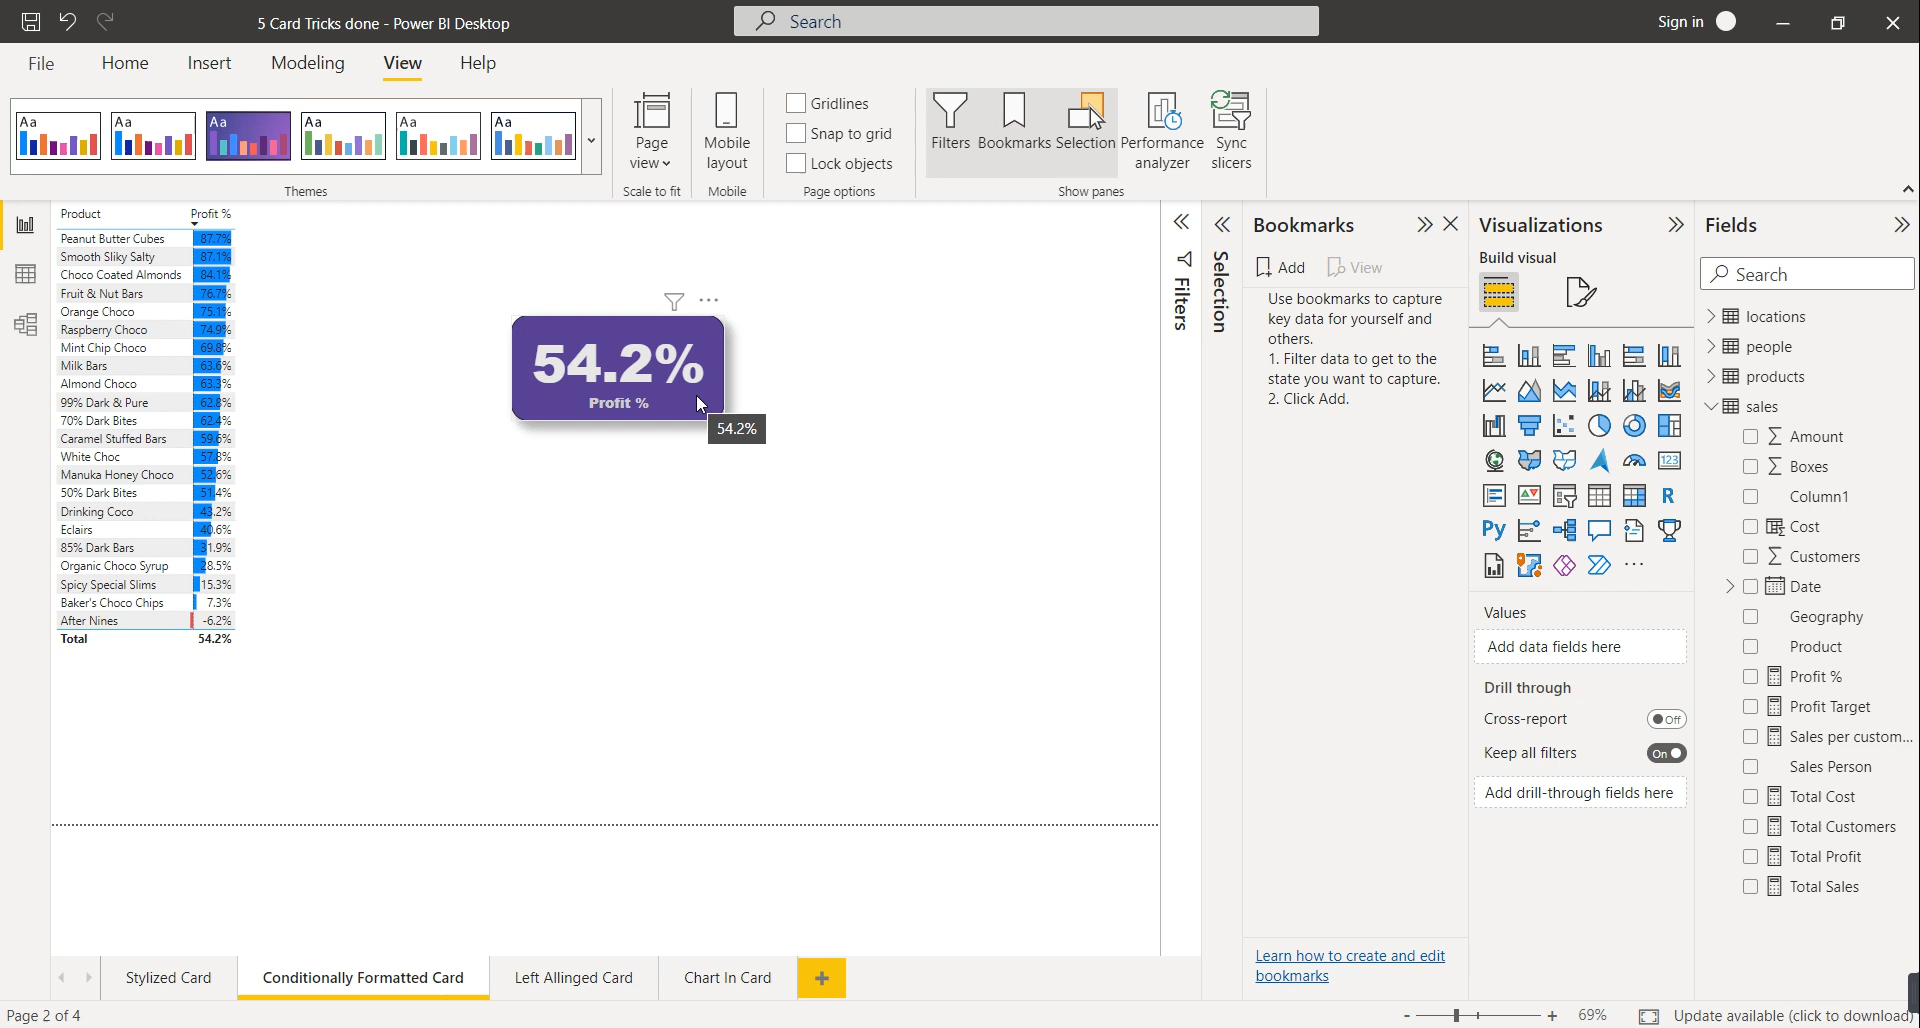 5 Card Tricks done - Power BI Desktop
Search
Sign in
File
Home
Insert
Modeling
View
Help
Aa
Aa
Aa
Aa
Aa
Aa
Themes
Page
view
Scale to fit
Mobile
layout
Mobile
Gridlines
Snap to grid
Lock objects
Page options
Filters
Bookmarks
Selection
Performance
analyzer
Sync
slicers
Show panes
Product Profit %
Peanut Butter Cubes 87.7%
Smooth Sliky Salty 87.1%
Choco Coated Almonds 84.1%
Fruit & Nut Bars 76.7%
Orange Choco 75.1%
Raspberry Choco 74.9%
Mint Chip Choco 69.8%
Milk Bars 63.6%
Almond Choco 63.3%
99% Dark & Pure 62.8%
70% Dark Bites 62.4%
Caramel Stuffed Bars 59.6%
White Choc 57.8%
Manuka Honey Choco 52.6%
50% Dark Bites 51.4%
Drinking Coco 43.2%
Eclairs 40.6%
85% Dark Bars 31.9%
Organic Choco Syrup 28.5%
Spicy Special Slims 15.3%
Baker's Choco Chips 7.3%
After Nines -6.2%
Total 54.2%
54.2%
Profit %
54.2%
Filters
Selection
Bookmarks
Add
View
Use bookmarks to capture
key data for yourself and
others.
1. Filter data to get to the
state you want to capture.
2. Click Add.
Learn how to create and edit
bookmarks
Visualizations
Build visual
123
R
Py
Values
Add data fields here
Drill through
Cross-report
Off
Keep all filters
On
Add drill-through fields here
Fields
Search
locations
people
products
sales
Amount
Boxes
Column1
Cost
Customers
Date
Geography
Product
Profit %
Profit Target
Sales per custom...
Sales Person
Total Cost
Total Customers
Total Profit
Total Sales
Stylized Card
Conditionally Formatted Card
Left Allinged Card
Chart In Card
Page 2 of 4
69%
Update available (click to download)